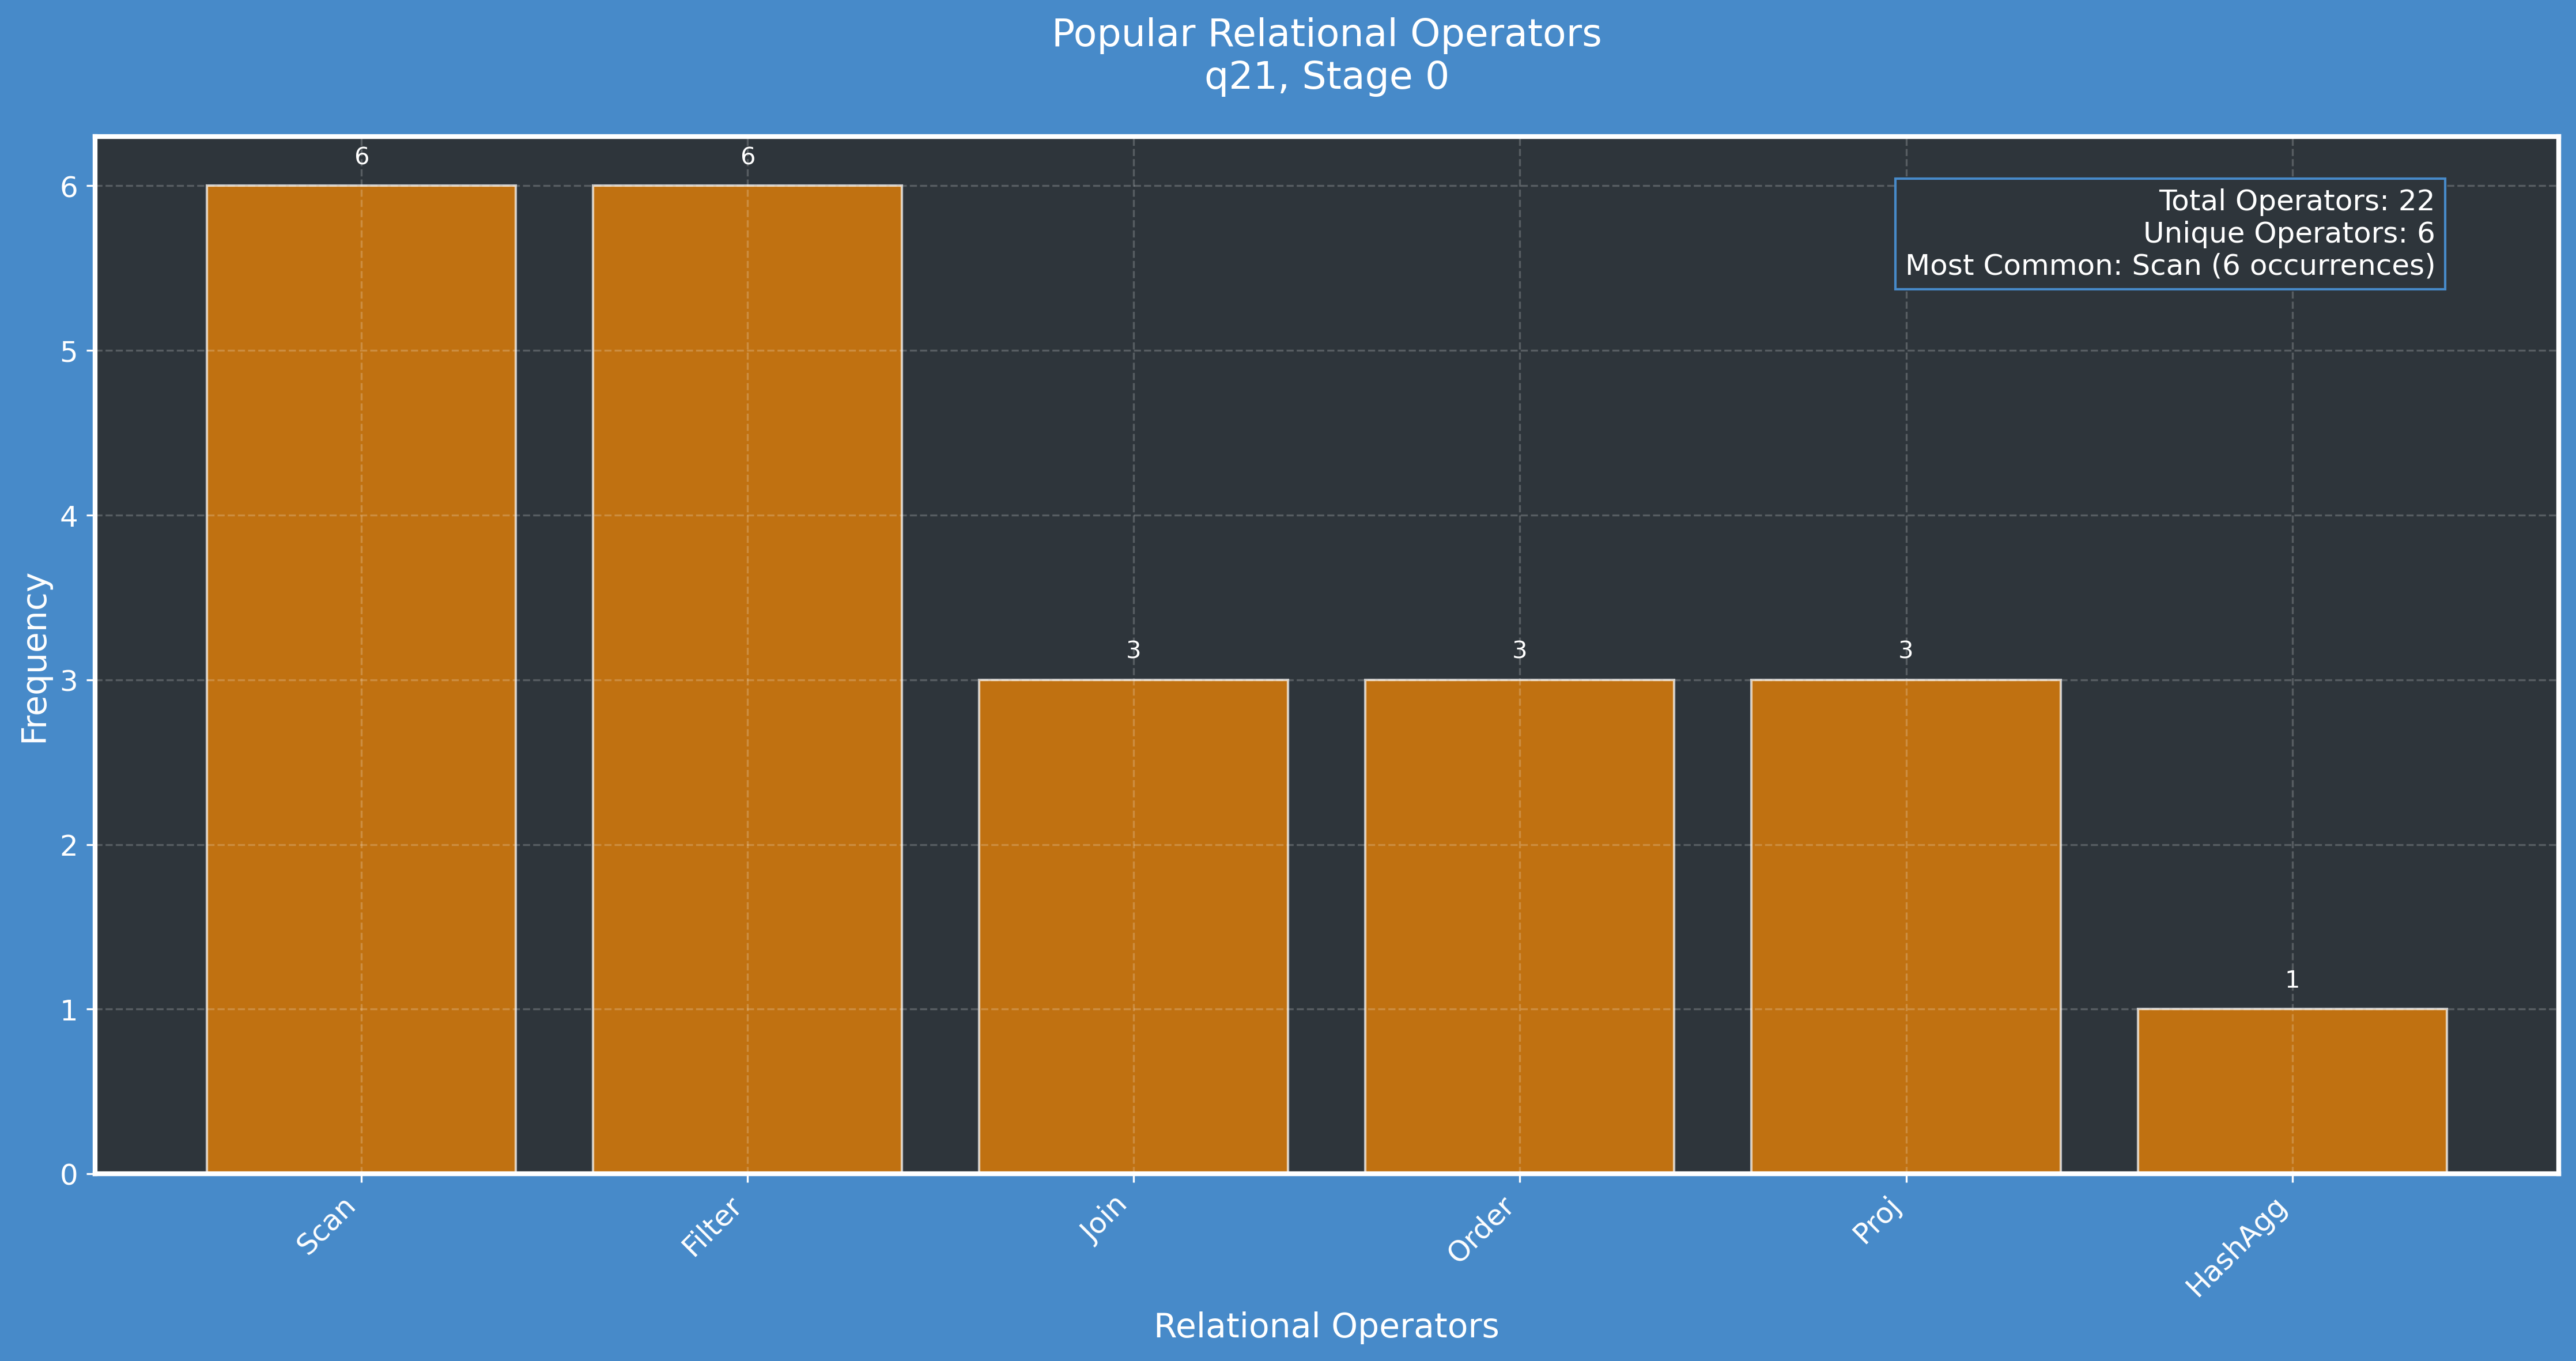 Popular Relational Operators
q21, Stage 0
6
6
Total Operators: 22
Unique Operators: 6
Most Common: Scan (6 occurrences)
3
3
3
1
Frequency
6
5
4
3
2
1
0
Scan
Filter
Join
Order
Proj
HashAgg
Relational Operators